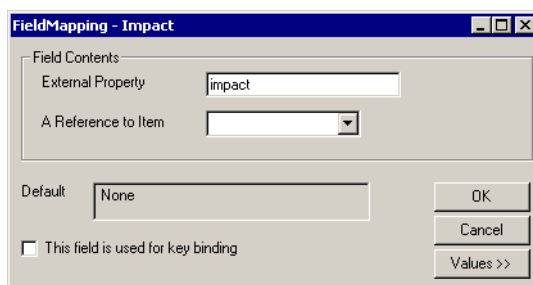 FieldMapping - Impact
Field Contents
External Property
impact
A Reference to Item
Default
None
OK
Cancel
This field is used for key binding
Values >>